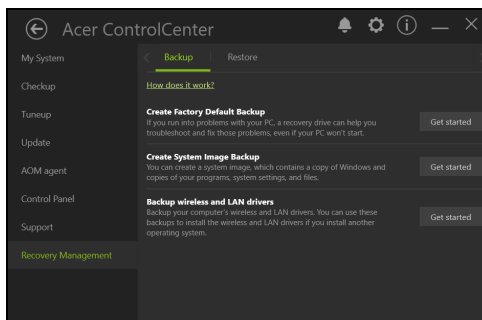 Acer ControlCenter
My System
Checkup
Tuneup
Update
AOM agent
Control Panel
Support
Recovery Management
Backup
Restore
How does it work?
Create Factory Default Backup
If you run into problems with your PC, a recovery drive can help you
troubleshoot and fix those problems, even if your PC won't start.
Get started
Create System Image Backup
You can create a system image, which contains a copy of Windows and
copies of your programs, system settings, and files.
Get started
Backup wireless and LAN drivers
Backup your computer's wireless and LAN drivers. You can use these
backups to install the wireless and LAN drivers if you install another
operating system.
Get started